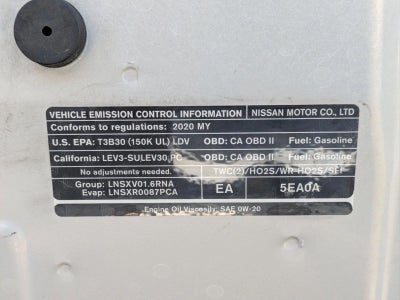 VEHICLE EMISSION CONTROL INFORMATION NISSAN MOTOR CO., LTD
Conforms to regulations: 2020 MY
U.S. EPA: T3B30 (150K UL) LDV OBD: CA OBD II Fuel: Gasoline
California: LEV3-SULEV30 PC OBD: CA OBD II Fuel: Gasoline
No adjustments needed. TWC(2)/HO2S/WR-HO2S/SFI
Group: LNSXV01.6RNA
Evap: LNSXR0087PCA EA 5EA0A
Engine Oil Viscosity: SAE 0W-20